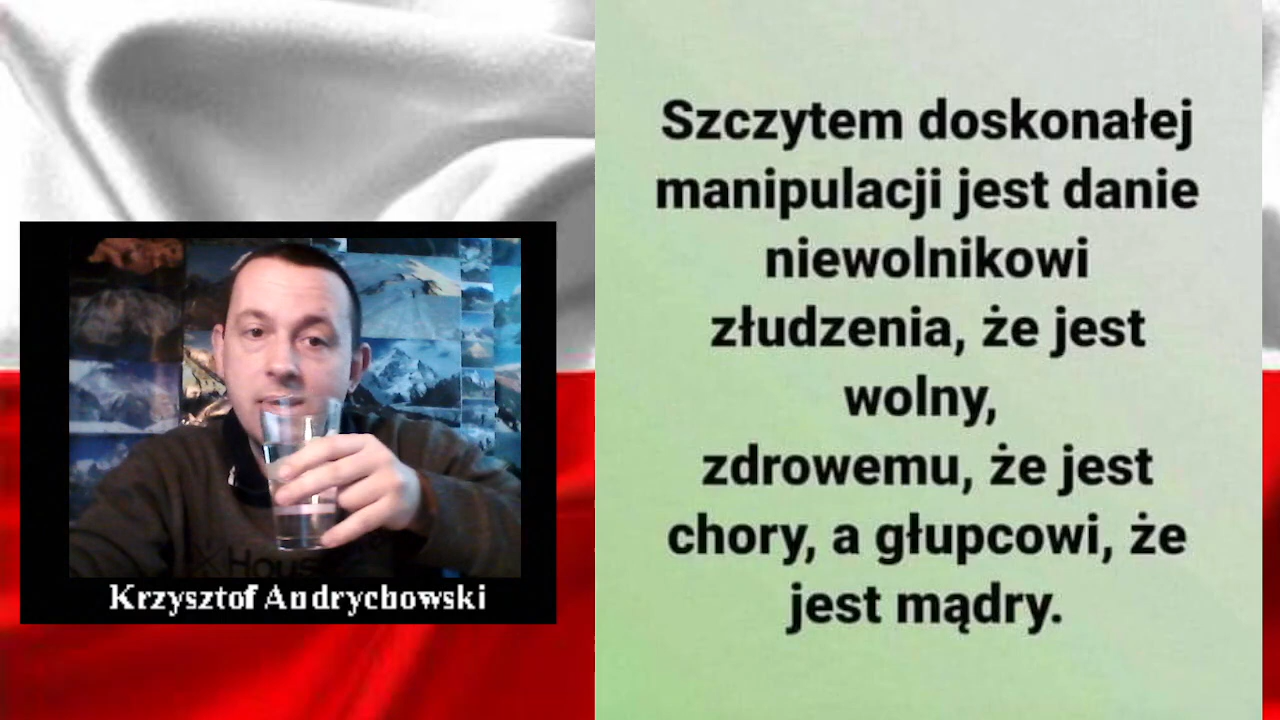 Hous
Krzysztof Andrychowski
Szczytem doskonałej
manipulacji jest danie
niewolnikowi
złudzenia, że jest
wolny,
zdrowemu, że jest
chory, a głupcowi, że
jest mądry.